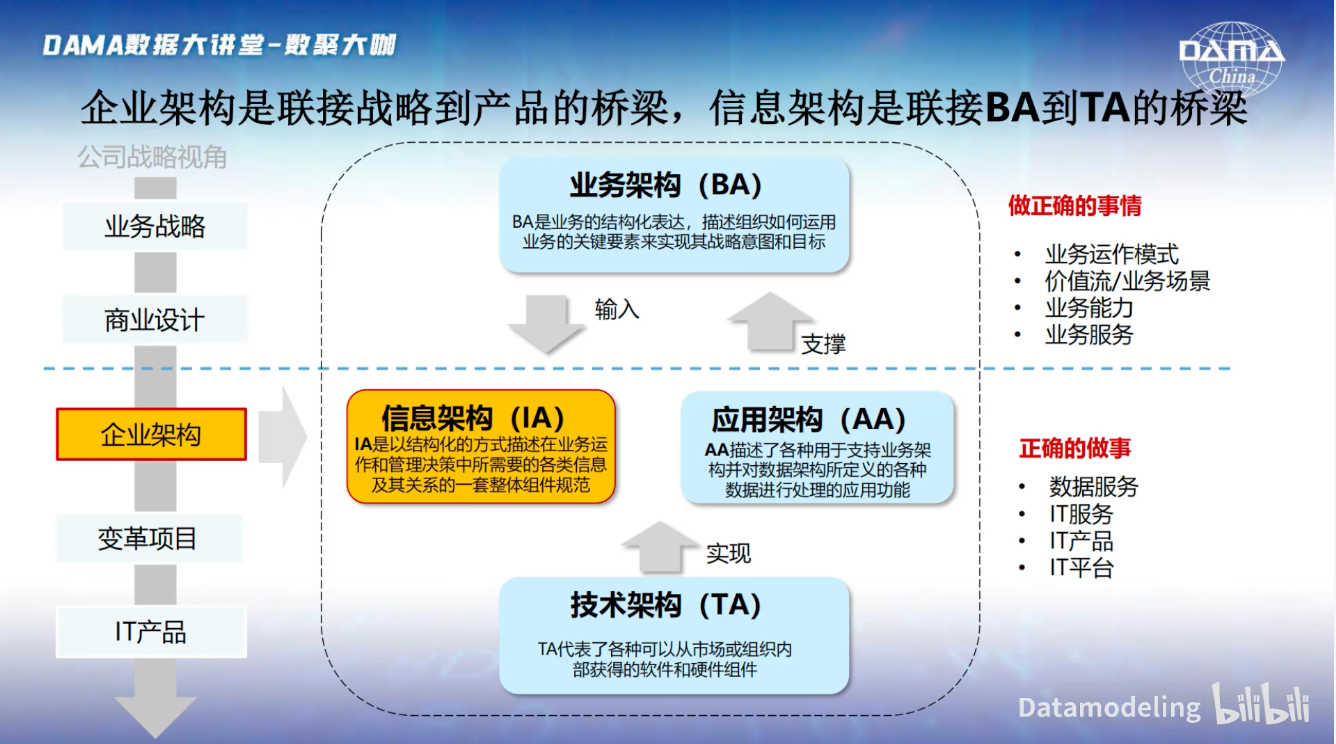 DAMA数据大讲堂-数聚大咖
DAMA
China
企业架构是联接战略到产品的桥梁，信息架构是联接BA到TA的桥梁
公司战略视角
业务战略
商业设计
企业架构
变革项目
IT产品
业务架构（BA）
BA是业务的结构化表达，描述组织如何运用
业务的关键要素来实现其战略意图和目标
输入
支撑
信息架构（IA）
IA是以结构化的方式描述在业务运
作和管理决策中所需要的各类信息
及其关系的一套整体组件规范
应用架构（AA）
AA描述了各种用于支持业务架
构并对数据架构所定义的各种
数据进行处理的应用功能
实现
技术架构（TA）
TA代表了各种可以从市场或组织内
部获得的软件和硬件组件
做正确的事情
• 业务运作模式
• 价值流/业务场景
• 业务能力
• 业务服务
正确的做事
• 数据服务
• IT服务
• IT产品
• IT平台
Datamodeling bilibili